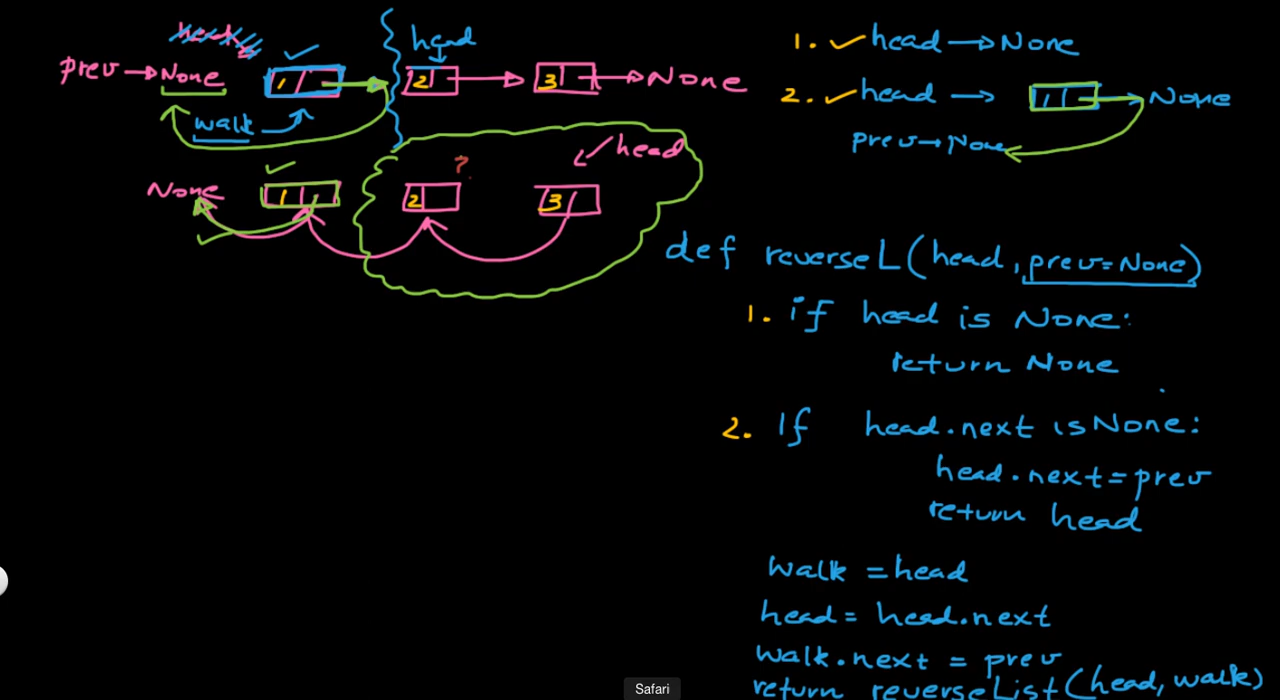 head
prev → None 1 head 2 3 → None
walk
?
head
None 1 2 3
1. ✓ head → None
2. ✓ head → 1 → None
prev → None
def reverseL(head, prev=None)
1. if head is None:
return None
2. If head.next is None:
head.next = prev
return head
walk = head
head = head.next
walk.next = prev
return reverseList(head, walk)
Safari